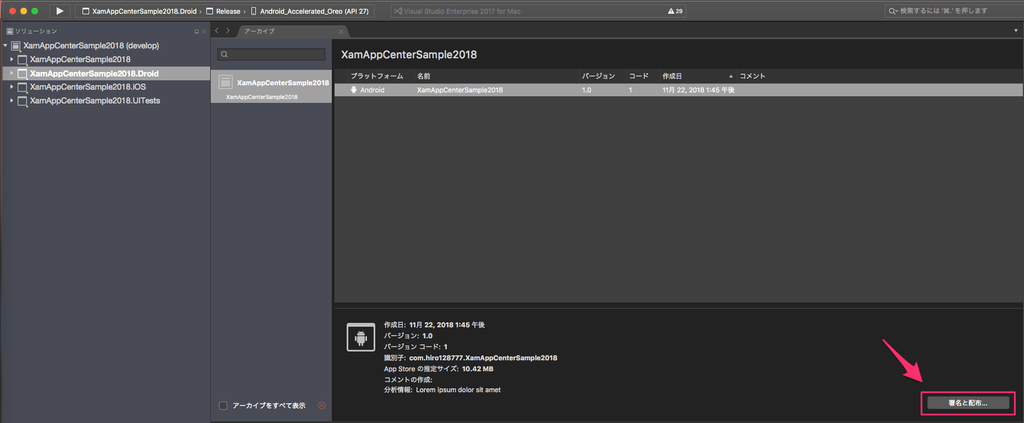 XamAppCenterSample2018.Droid › Release › Android_Accelerated_Oreo (API 27)
Visual Studio Enterprise 2017 for Mac
29
検索するには '⌘.' を押します
ソリューション
アーカイブ
XamAppCenterSample2018 (develop)
XamAppCenterSample2018
XamAppCenterSample2018.Droid
XamAppCenterSample2018.iOS
XamAppCenterSample2018.UITests
XamAppCenterSample2018
XamAppCenterSample2018
アーカイブをすべて表示
XamAppCenterSample2018
プラットフォーム 名前 バージョン コード 作成日 コメント
Android XamAppCenterSample2018 1.0 1 11月 22, 2018 1:45 午後
作成日: 11月 22, 2018 1:45 午後
バージョン: 1.0
バージョン コード: 1
識別子: com.hiro128777.XamAppCenterSample2018
App Store の推定サイズ: 10.42 MB
コメントの作成:
分析情報: Lorem ipsum dolor sit amet
署名と配布...